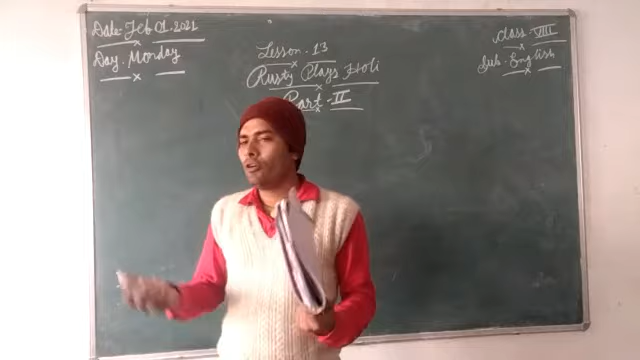 Date- Feb 01.2021
Day. Monday
Lesson - 13
Rusty Plays Holi
Part - II
Class - VIII
Sub. English